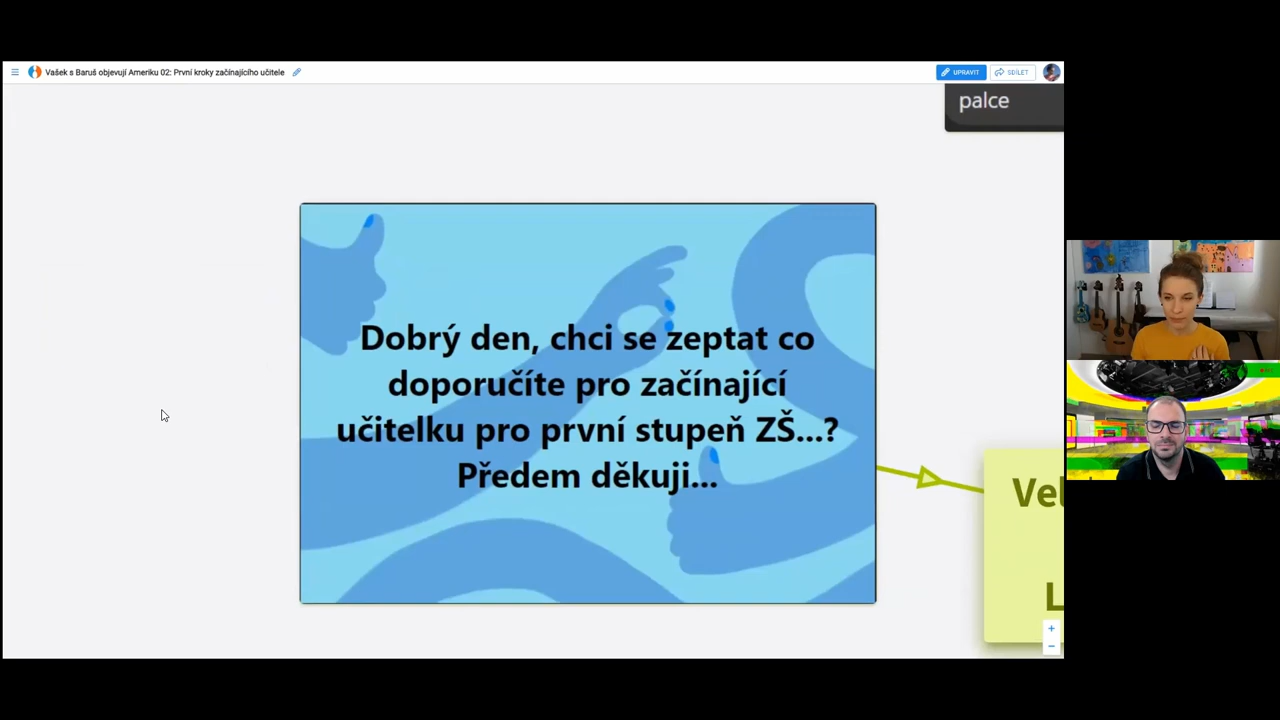 Vašek s Baruš objevují Ameriku 02: První kroky začínajícího učitele
UPRAVIT
SDÍLET
palce
Dobrý den, chci se zeptat co
doporučíte pro začínající
učitelku pro první stupeň ZŠ...?
Předem děkuji...